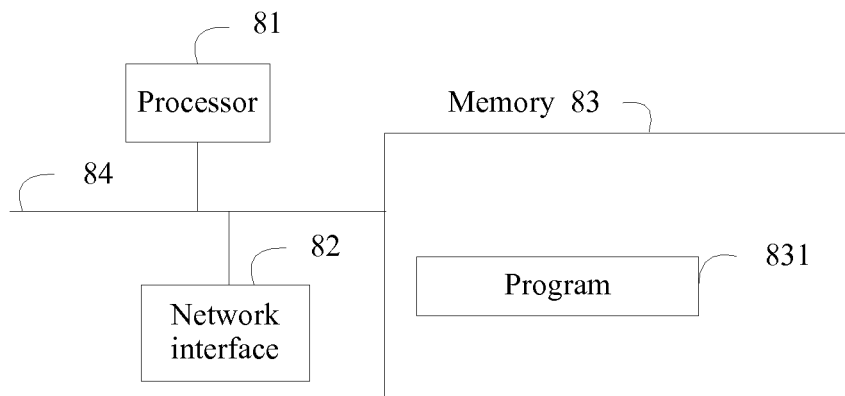 81
Processor
Memory 83
84
82
831
Program
Network
interface